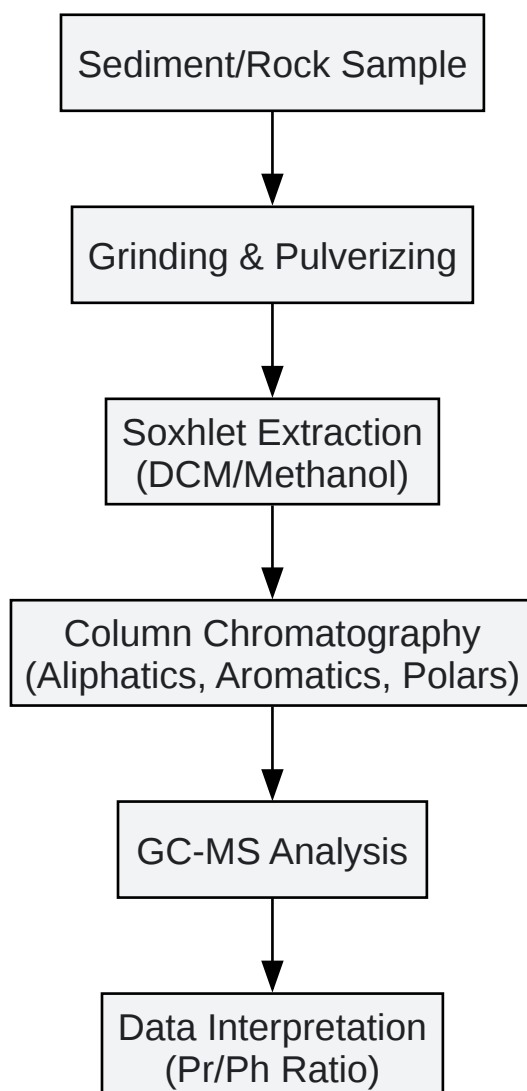 Sediment/Rock Sample
Grinding & Pulverizing
Soxhlet Extraction
(DCM/Methanol)
Column Chromatography
(Aliphatics, Aromatics, Polars)
GC-MS Analysis
Data Interpretation
(Pr/Ph Ratio)